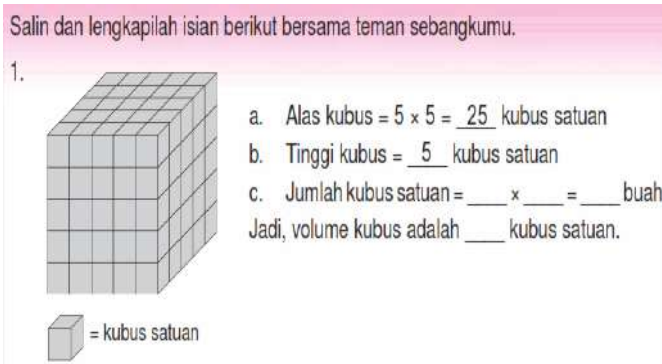 Salin dan lengkapilah isian berikut bersama teman sebangkumu.
1.
a. Alas kubus = 5 × 5 = 25 kubus satuan
b. Tinggi kubus = 5 kubus satuan
c. Jumlah kubus satuan = ____ × ____ = ____ buah
Jadi, volume kubus adalah ____ kubus satuan.
= kubus satuan